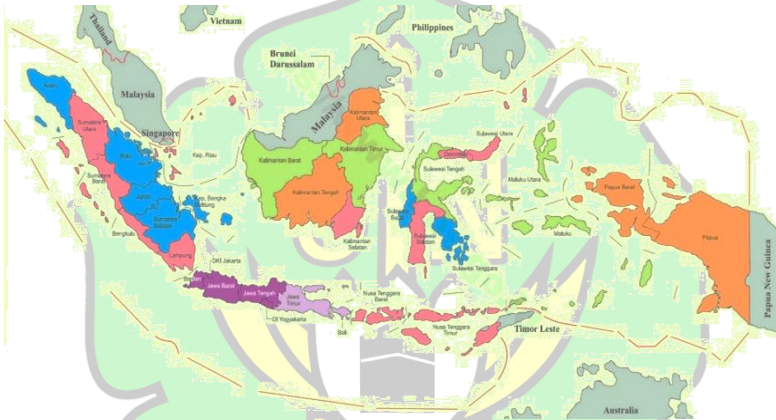 Thailand
Vietnam
Philippines
Brunei
Darussalam
Malaysia
Malaysia
Singapore
Aceh
Sumatera
Utara
Riau
Kep. Riau
Sumatera
Barat
Jambi
Kep. Bangka
Belitung
Sumatera
Selatan
Bengkulu
Lampung
DKI Jakarta
Banten
Jawa Barat
Jawa Tengah
Jawa
Timur
DI Yogyakarta
Bali
Nusa Tenggara
Barat
Nusa Tenggara
Timur
Timor Leste
Kalimantan Barat
Kalimantan Tengah
Kalimantan
Selatan
Kalimantan Timur
Kalimantan
Utara
Sulawesi Utara
Gorontalo
Sulawesi Tengah
Sulawesi
Barat
Sulawesi
Selatan
Sulawesi Tanggara
Maluku Utara
Maluku
Papua Barat
Papua
Papua New Guinea
Australia